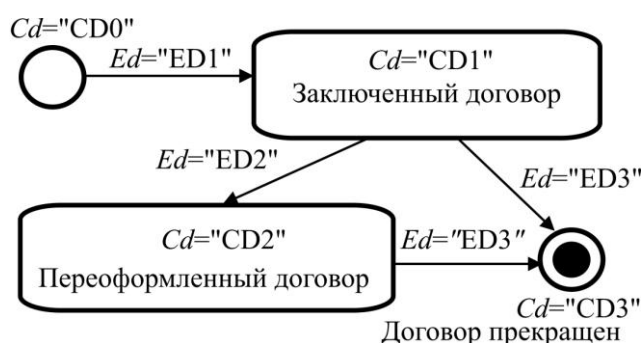 Cd="CD0"
Ed="ED1"
Cd="CD1"
Заключенный договор
Ed="ED2"
Ed="ED3"
Cd="CD2"
Переоформленный договор
Ed="ED3"
Cd="CD3"
Договор прекращен